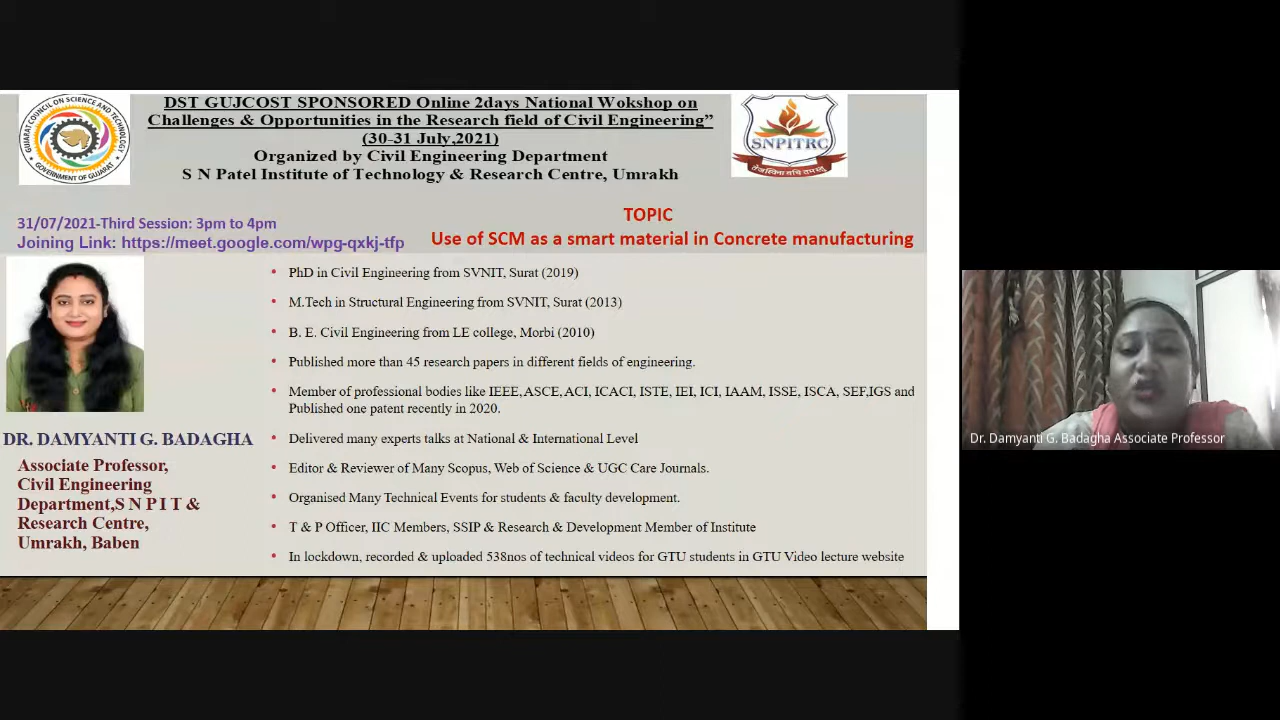 DST GUJCOST SPONSORED Online 2days National Wokshop on
Challenges & Opportunities in the Research field of Civil Engineering”
(30-31 July,2021)
Organized by Civil Engineering Department
S N Patel Institute of Technology & Research Centre, Umrakh
GUJARAT COUNCIL ON SCIENCE AND TECHNOLOGY
GOVERNMENT OF GUJARAT
SNPITRC
31/07/2021-Third Session: 3pm to 4pm
Joining Link: https://meet.google.com/wpg-qxkj-tfp
TOPIC
Use of SCM as a smart material in Concrete manufacturing
• PhD in Civil Engineering from SVNIT, Surat (2019)
• M.Tech in Structural Engineering from SVNIT, Surat (2013)
• B. E. Civil Engineering from LE college, Morbi (2010)
• Published more than 45 research papers in different fields of engineering.
• Member of professional bodies like IEEE, ASCE, ACI, ICACI, ISTE, IEI, ICI, IAAM, ISSE, ISCA, SEF,IGS and
Published one patent recently in 2020.
• Delivered many experts talks at National & International Level
• Editor & Reviewer of Many Scopus, Web of Science & UGC Care Journals.
• Organised Many Technical Events for students & faculty development.
• T & P Officer, IIC Members, SSIP & Research & Development Member of Institute
• In lockdown, recorded & uploaded 538nos of technical videos for GTU students in GTU Video lecture website
DR. DAMYANTI G. BADAGHA
Associate Professor,
Civil Engineering
Department,S N P I T &
Research Centre,
Umrakh, Baben
Dr. Damyanti G. Badagha Associate Professor